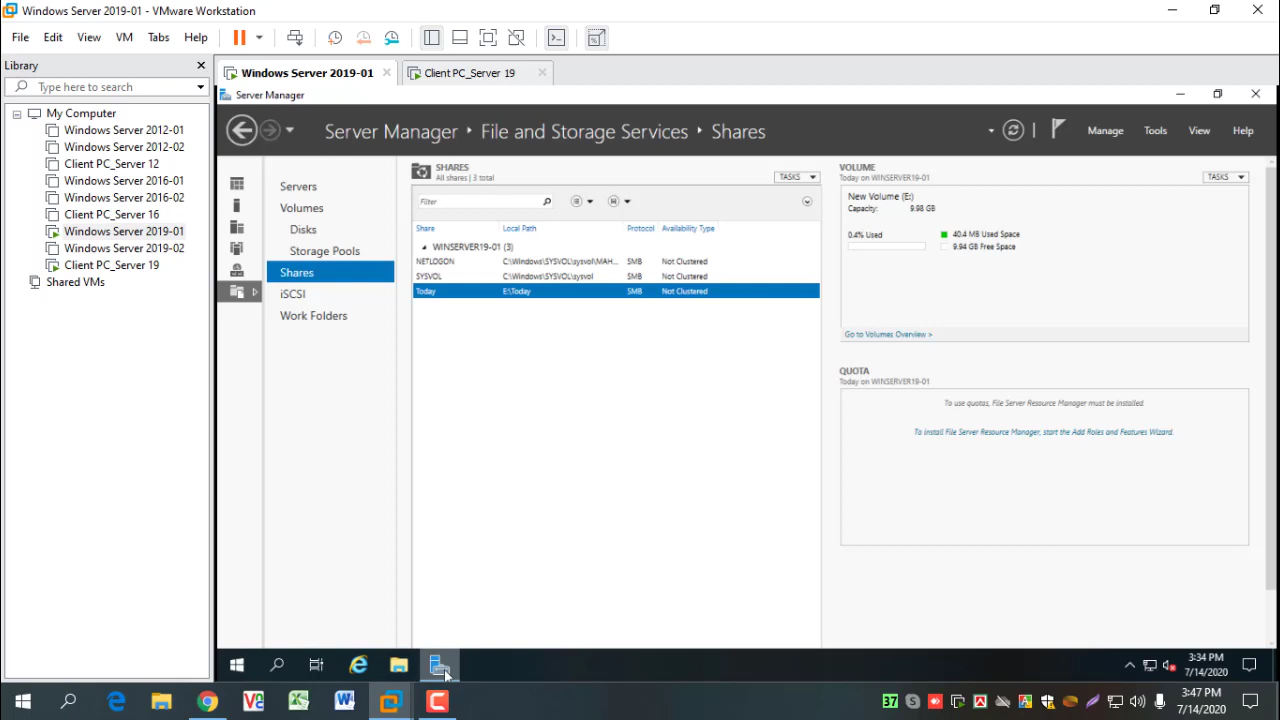 Windows Server 2019-01 - VMware Workstation
File Edit View VM Tabs Help
Library
Type here to search
My Computer
Windows Server 2012-01
Windows Server 2012-02
Client PC_Server 12
Windows Server 2016-01
Windows Server 2016-02
Client PC_Server 16
Windows Server 2019-01
Windows Server 2019-02
Client PC_Server 19
Shared VMs
Windows Server 2019-01 Client PC_Server 19
Server Manager
Server Manager File and Storage Services Shares
Manage Tools View Help
Servers
Volumes
Disks
Storage Pools
Shares
iSCSI
Work Folders
SHARES
All shares | 3 total
TASKS
Filter
Share Local Path Protocol Availability Type
WINSERVER19-01 (3)
NETLOGON C:\Windows\SYSVOL\sysvol\MAH... SMB Not Clustered
SYSVOL C:\Windows\SYSVOL\sysvol SMB Not Clustered
Today E:\Today SMB Not Clustered
VOLUME
Today on WINSERVER19-01
TASKS
New Volume (E:)
Capacity: 9.98 GB
0.4% Used
40.4 MB Used Space
9.94 GB Free Space
Go to Volumes Overview >
QUOTA
Today on WINSERVER19-01
To use quotas, File Server Resource Manager must be installed.
To install File Server Resource Manager, start the Add Roles and Features Wizard.
3:34 PM
7/14/2020
37
3:47 PM
7/14/2020